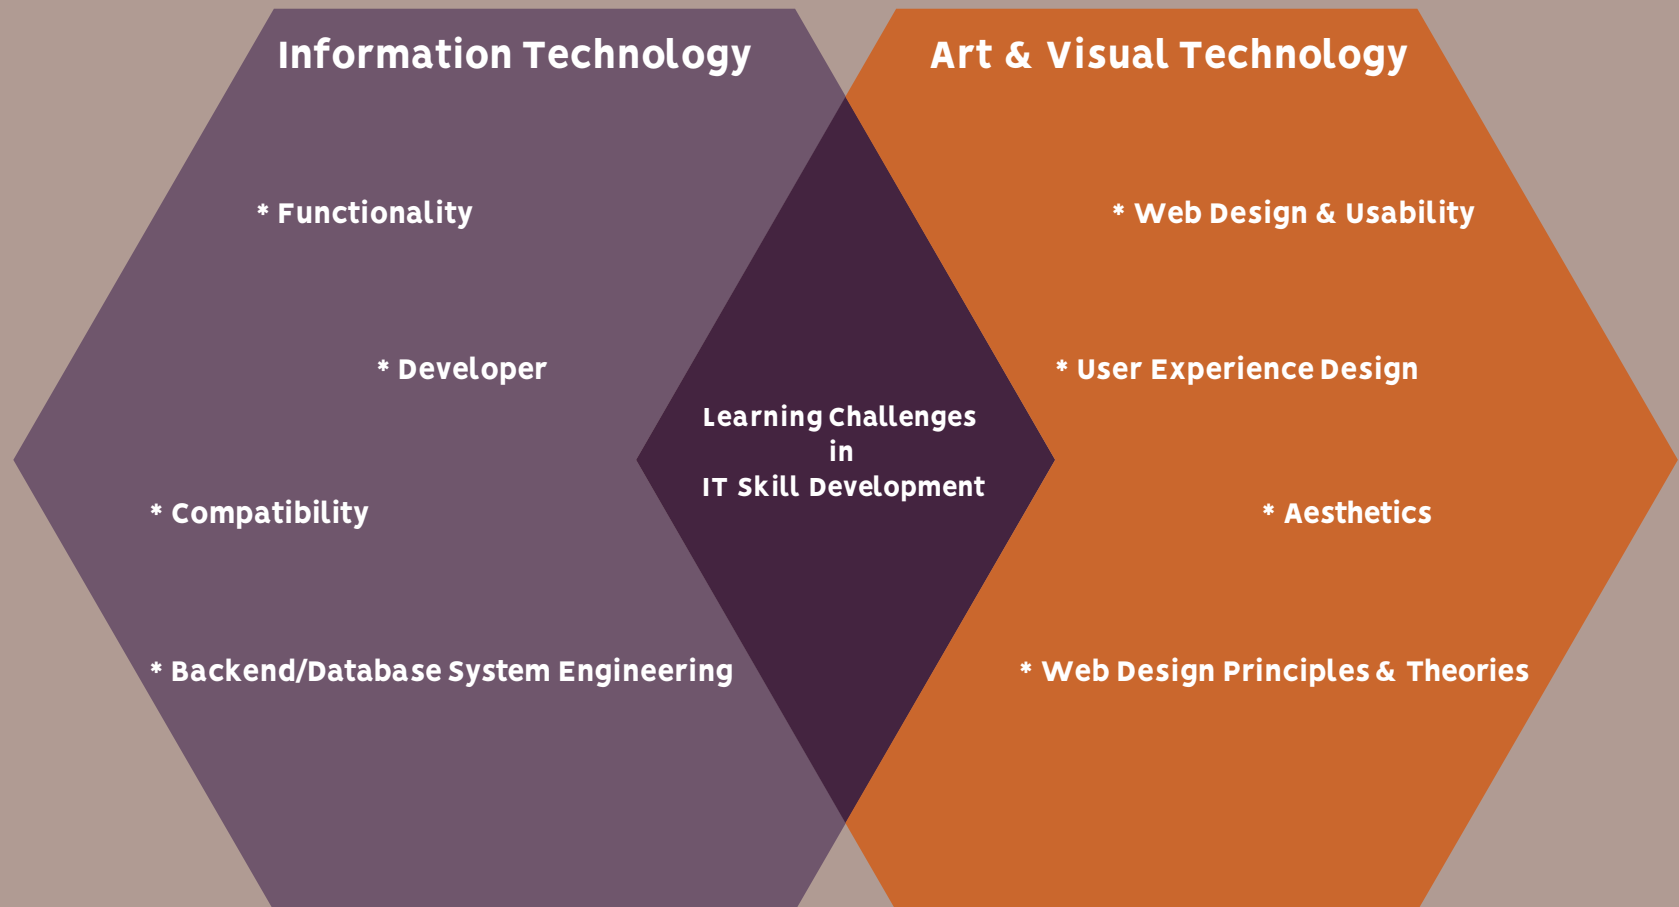 Information Technology
Art & Visual Technology
* Functionality
* Web Design & Usability
* Developer
* User Experience Design
Learning Challenges
in
IT Skill Development
* Compatibility
* Aesthetics
* Backend/Database System Engineering
* Web Design Principles & Theories